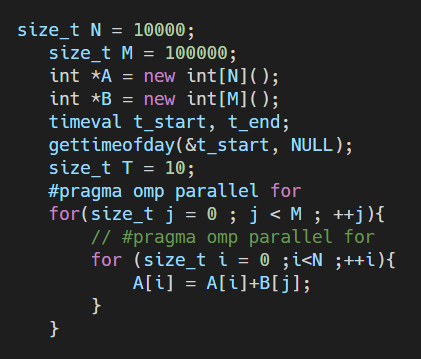 size_t N = 10000;
size_t M = 100000;
int *A = new int[N]();
int *B = new int[M]();
timeval t_start, t_end;
gettimeofday(&t_start, NULL);
size_t T = 10;
#pragma omp parallel for
for(size_t j = 0 ; j < M ; ++j){
// #pragma omp parallel for
for (size_t i = 0 ;i<N ;++i){
A[i] = A[i]+B[j];
}
}